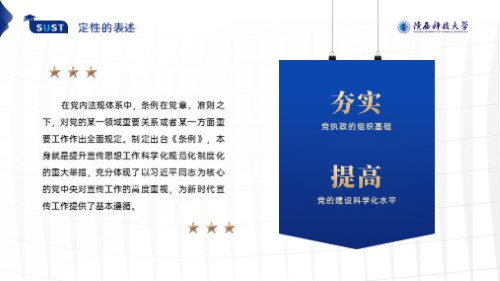 SUST
定性的表述
陕西科技大学
在党内法规体系中，条例在党章、准则之
下，对党的某一领域重要关系或者某一方面重
要工作作出全面规定。制定出台《条例》，本
身就是提升宣传思想工作科学化规范化制度化
的重大举措，充分体现了以习近平同志为核心
的党中央对宣传工作的高度重视，为新时代宣
传工作提供了基本遵循。
夯实
党执政的组织基础
提高
党的建设科学化水平